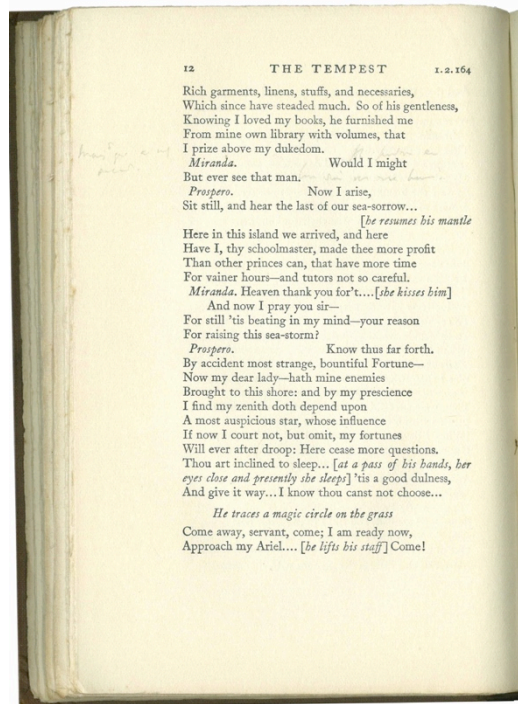 12 THE TEMPEST 1.2.164
Rich garments, linens, stuffs, and necessaries,
Which since have steaded much. So of his gentleness,
Knowing I loved my books, he furnished me
From mine own library with volumes, that
I prize above my dukedom.
Miranda. Would I might
But ever see that man.
Prospero. Now I arise,
Sit still, and hear the last of our sea-sorrow...
[he resumes his mantle
Here in this island we arrived, and here
Have I, thy schoolmaster, made thee more profit
Than other princes can, that have more time
For vainer hours—and tutors not so careful.
Miranda. Heaven thank you for't....[she kisses him]
And now I pray you sir—
For still 'tis beating in my mind—your reason
For raising this sea-storm?
Prospero. Know thus far forth.
By accident most strange, bountiful Fortune—
Now my dear lady—hath mine enemies
Brought to this shore: and by my prescience
I find my zenith doth depend upon
A most auspicious star, whose influence
If now I court not, but omit, my fortunes
Will ever after droop: Here cease more questions.
Thou art inclined to sleep... [at a pass of his hands, her
eyes close and presently she sleeps] 'tis a good dulness,
And give it way...I know thou canst not choose...
He traces a magic circle on the grass
Come away, servant, come; I am ready now,
Approach my Ariel.... [he lifts his staff] Come!